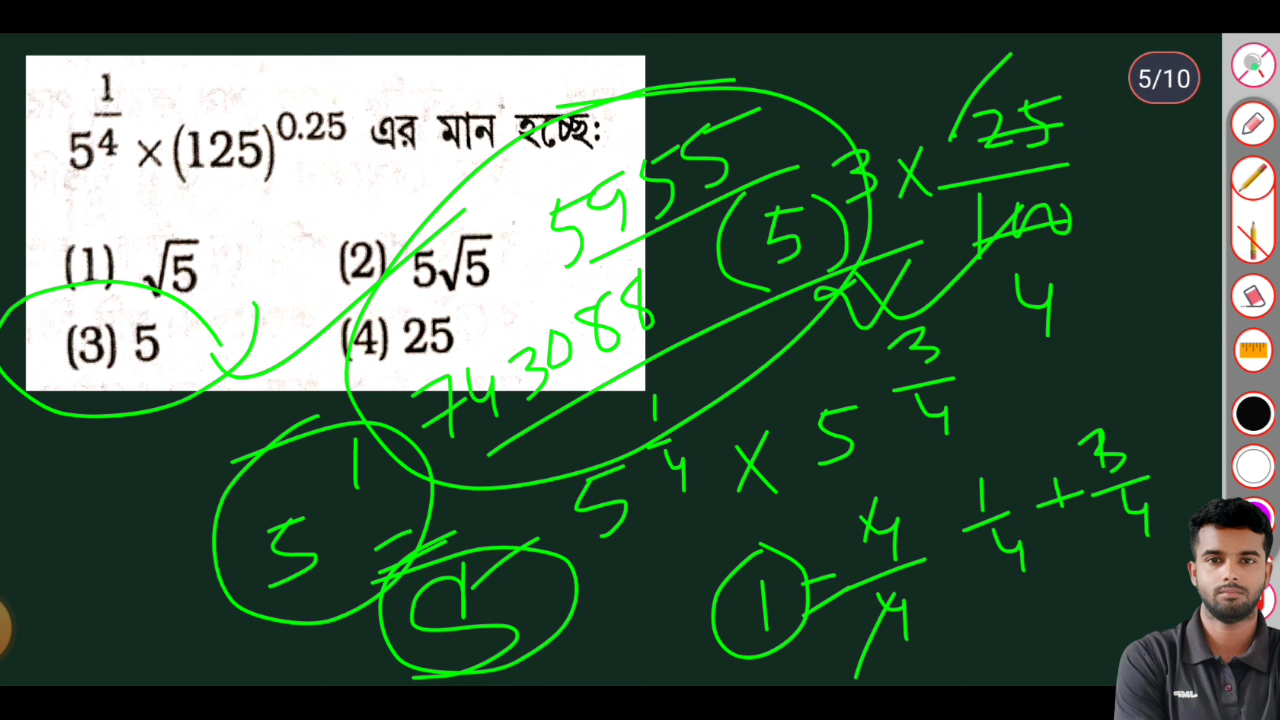 5/10
5^{1/4} × (125)^{0.25} এর মান হচ্ছে:
(1) √5 (2) 5√5
(3) 5 (4) 25
5955
743088
(5) 3 × 25/100
4
5^{1/4} × 5^{3/4}
1/4 + 3/4
1 = 4/4
5^1 =
5